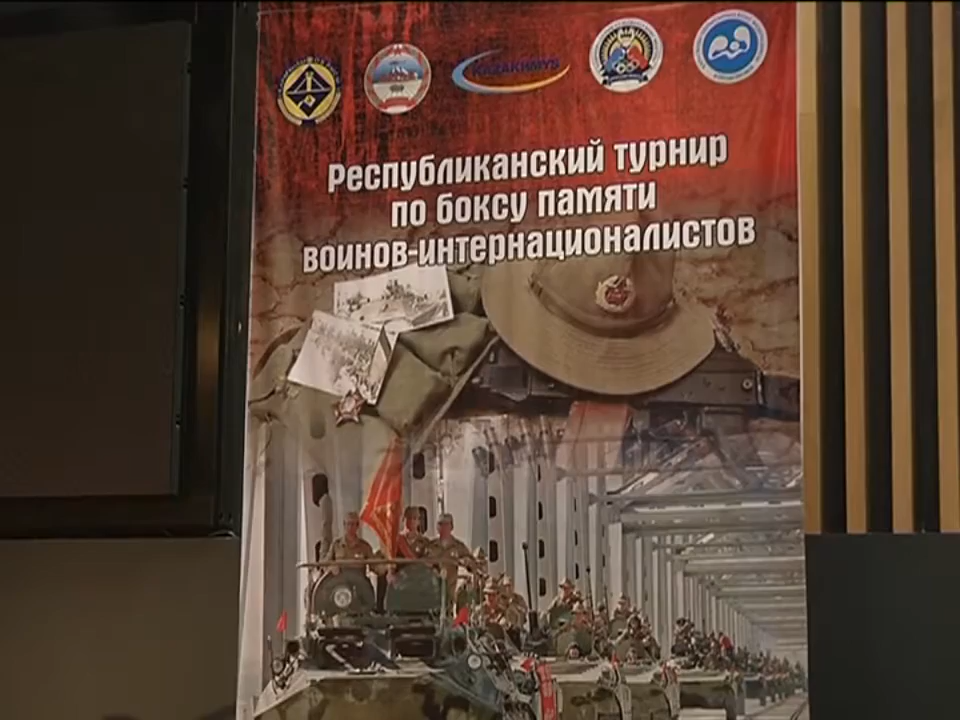 KAZAKHMYS
Республиканский турнир
по боксу памяти
воинов-интернационалистов